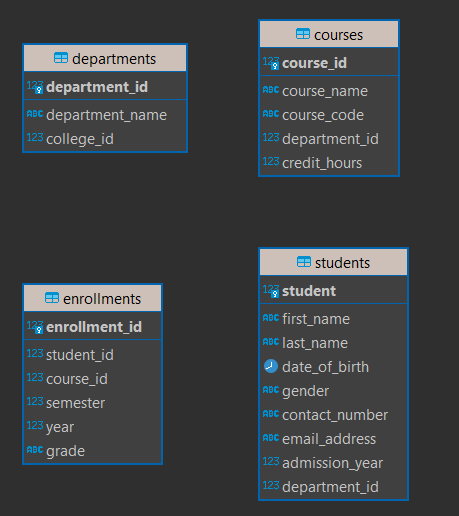 departments
123 department_id
ABC department_name
123 college_id
courses
123 course_id
ABC course_name
ABC course_code
123 department_id
123 credit_hours
enrollments
123 enrollment_id
123 student_id
123 course_id
123 semester
123 year
ABC grade
students
123 student
ABC first_name
ABC last_name
date_of_birth
ABC gender
ABC contact_number
ABC email_address
123 admission_year
123 department_id